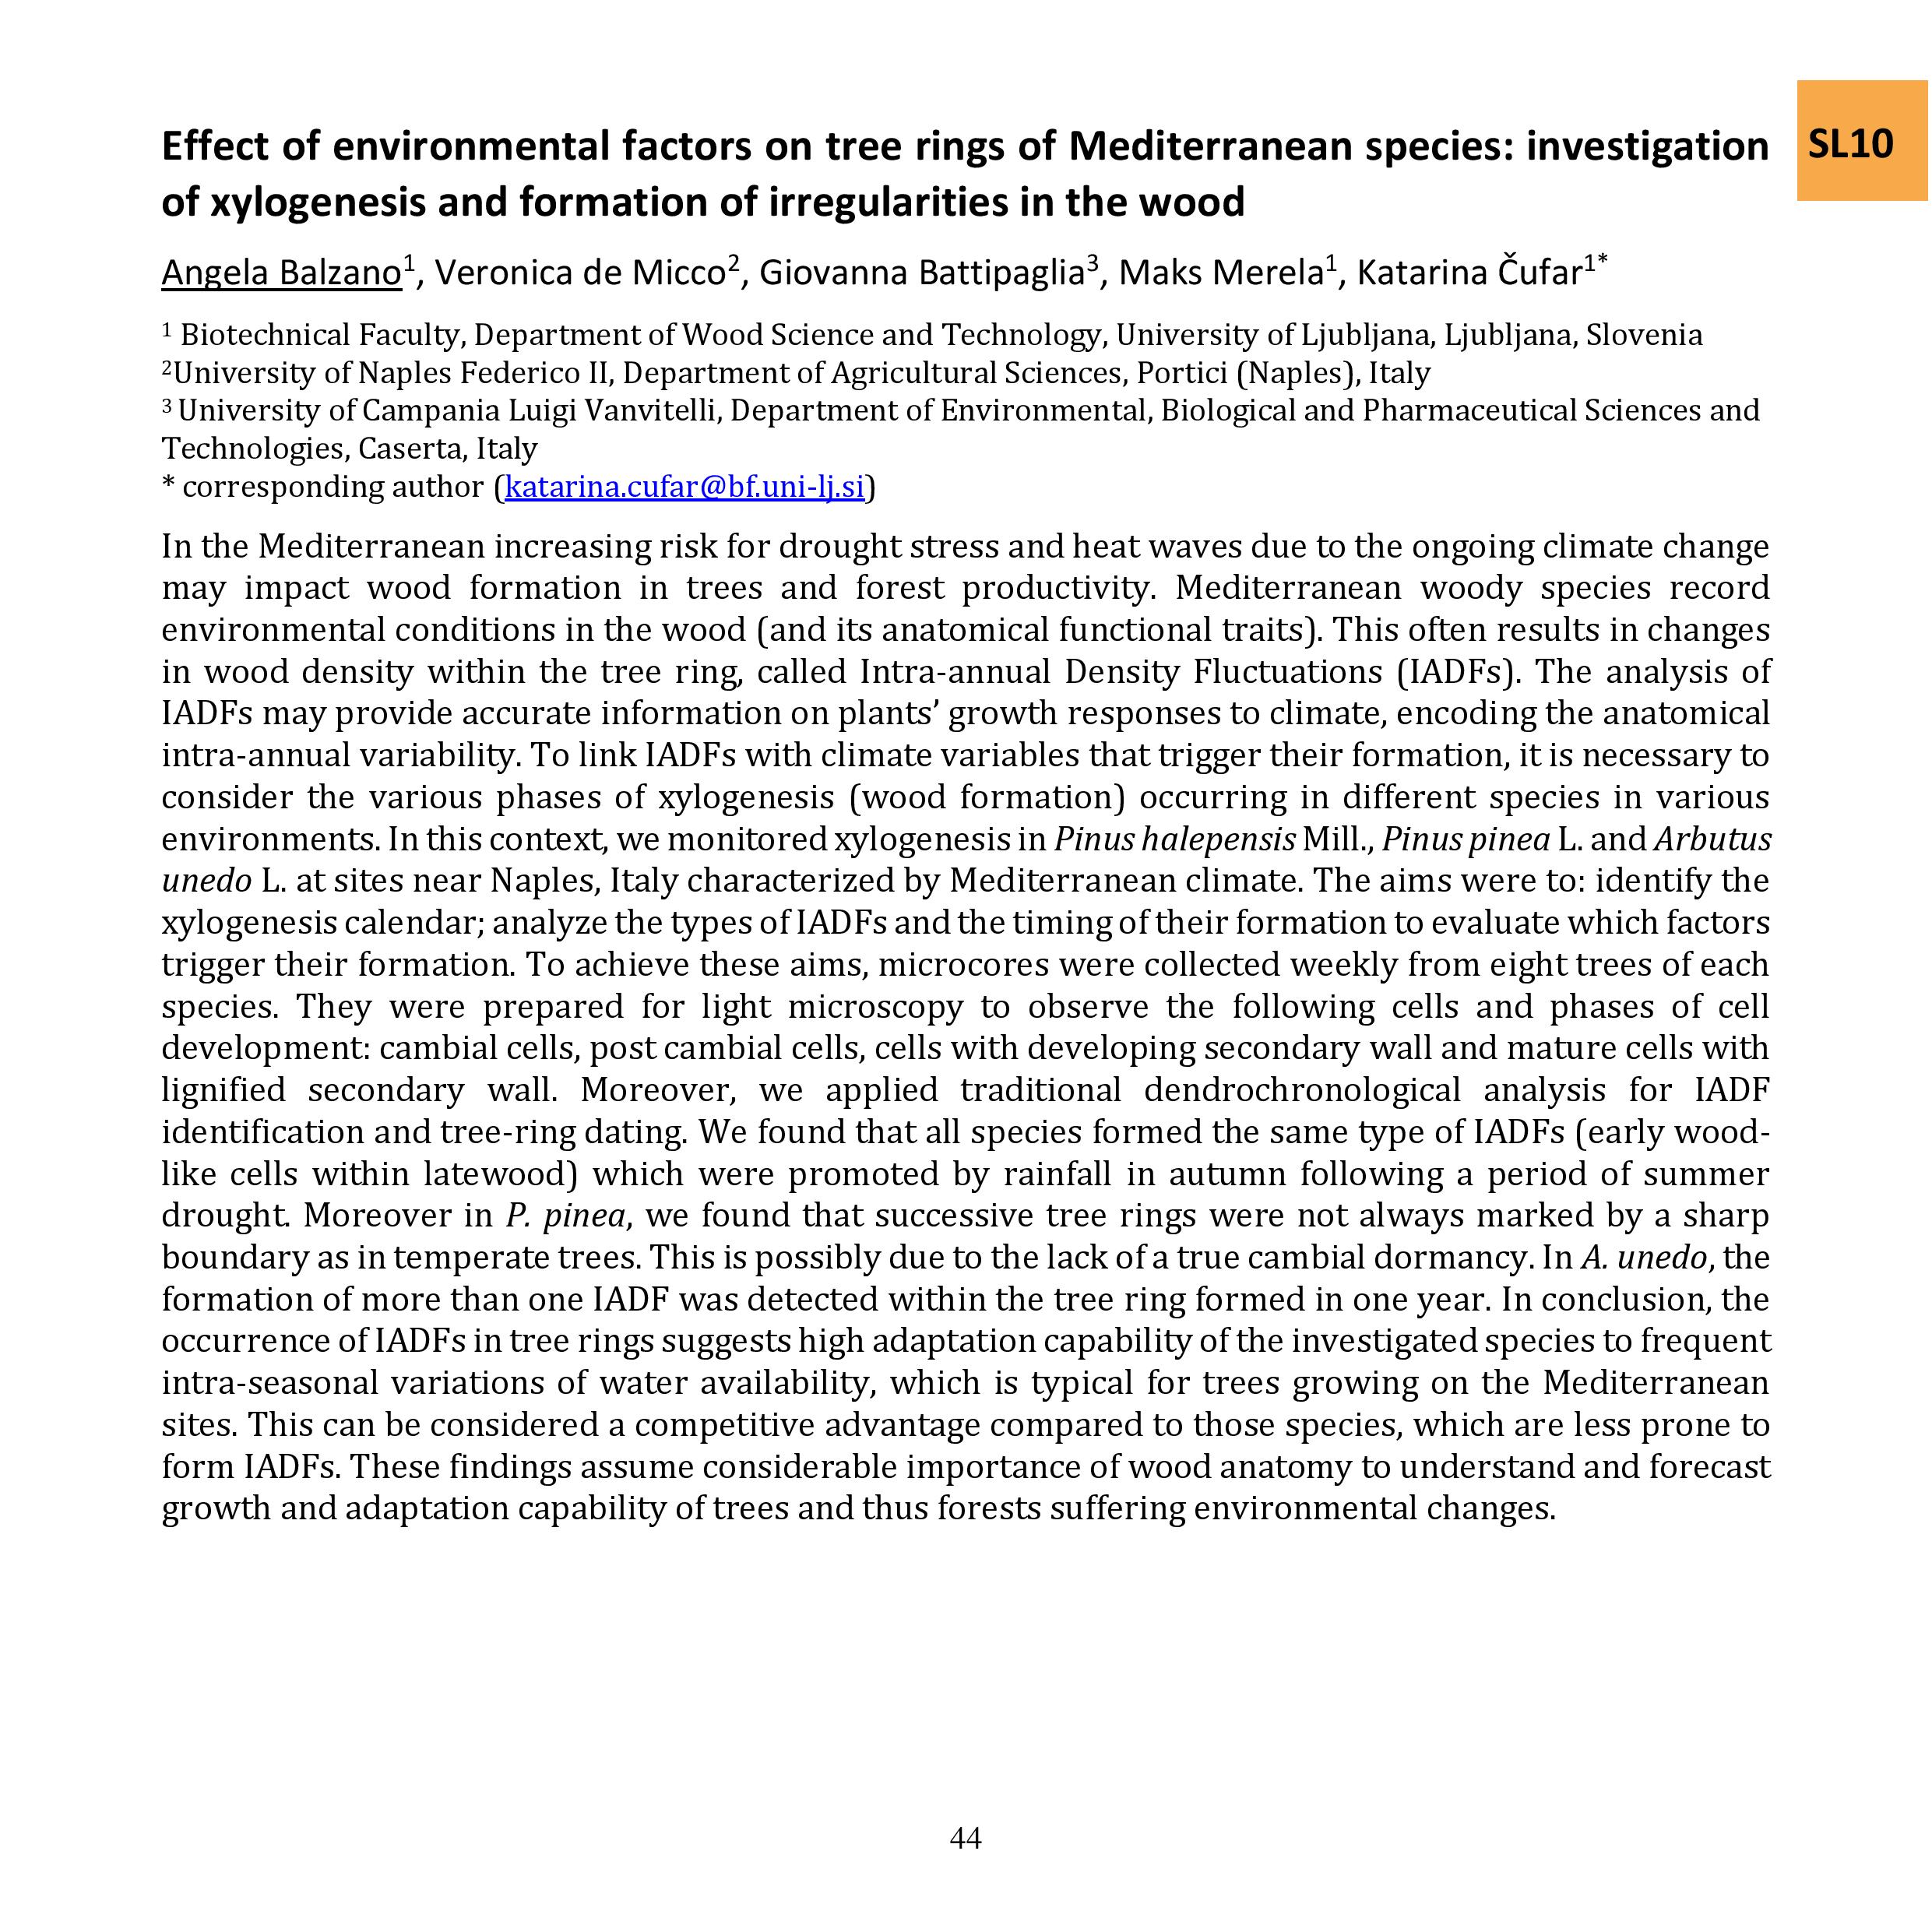 Effect of environmental factors on tree rings of Mediterranean species: investigation
of xylogenesis and formation of irregularities in the wood
SL10
Angela Balzano1, Veronica de Micco2, Giovanna Battipaglia3, Maks Merela1, Katarina Čufar1*
1 Biotechnical Faculty, Department of Wood Science and Technology, University of Ljubljana, Ljubljana, Slovenia
2University of Naples Federico II, Department of Agricultural Sciences, Portici (Naples), Italy
3 University of Campania Luigi Vanvitelli, Department of Environmental, Biological and Pharmaceutical Sciences and
Technologies, Caserta, Italy
* corresponding author (katarina.cufar@bf.uni-lj.si)
In the Mediterranean increasing risk for drought stress and heat waves due to the ongoing climate change
may impact wood formation in trees and forest productivity. Mediterranean woody species record
environmental conditions in the wood (and its anatomical functional traits). This often results in changes
in wood density within the tree ring, called Intra-annual Density Fluctuations (IADFs). The analysis of
IADFs may provide accurate information on plants’ growth responses to climate, encoding the anatomical
intra-annual variability. To link IADFs with climate variables that trigger their formation, it is necessary to
consider the various phases of xylogenesis (wood formation) occurring in different species in various
environments. In this context, we monitored xylogenesis in Pinus halepensis Mill., Pinus pinea L. and Arbutus
unedo L. at sites near Naples, Italy characterized by Mediterranean climate. The aims were to: identify the
xylogenesis calendar; analyze the types of IADFs and the timing of their formation to evaluate which factors
trigger their formation. To achieve these aims, microcores were collected weekly from eight trees of each
species. They were prepared for light microscopy to observe the following cells and phases of cell
development: cambial cells, post cambial cells, cells with developing secondary wall and mature cells with
lignified secondary wall. Moreover, we applied traditional dendrochronological analysis for IADF
identification and tree-ring dating. We found that all species formed the same type of IADFs (early wood-
like cells within latewood) which were promoted by rainfall in autumn following a period of summer
drought. Moreover in P. pinea, we found that successive tree rings were not always marked by a sharp
boundary as in temperate trees. This is possibly due to the lack of a true cambial dormancy. In A. unedo, the
formation of more than one IADF was detected within the tree ring formed in one year. In conclusion, the
occurrence of IADFs in tree rings suggests high adaptation capability of the investigated species to frequent
intra-seasonal variations of water availability, which is typical for trees growing on the Mediterranean
sites. This can be considered a competitive advantage compared to those species, which are less prone to
form IADFs. These findings assume considerable importance of wood anatomy to understand and forecast
growth and adaptation capability of trees and thus forests suffering environmental changes.
44